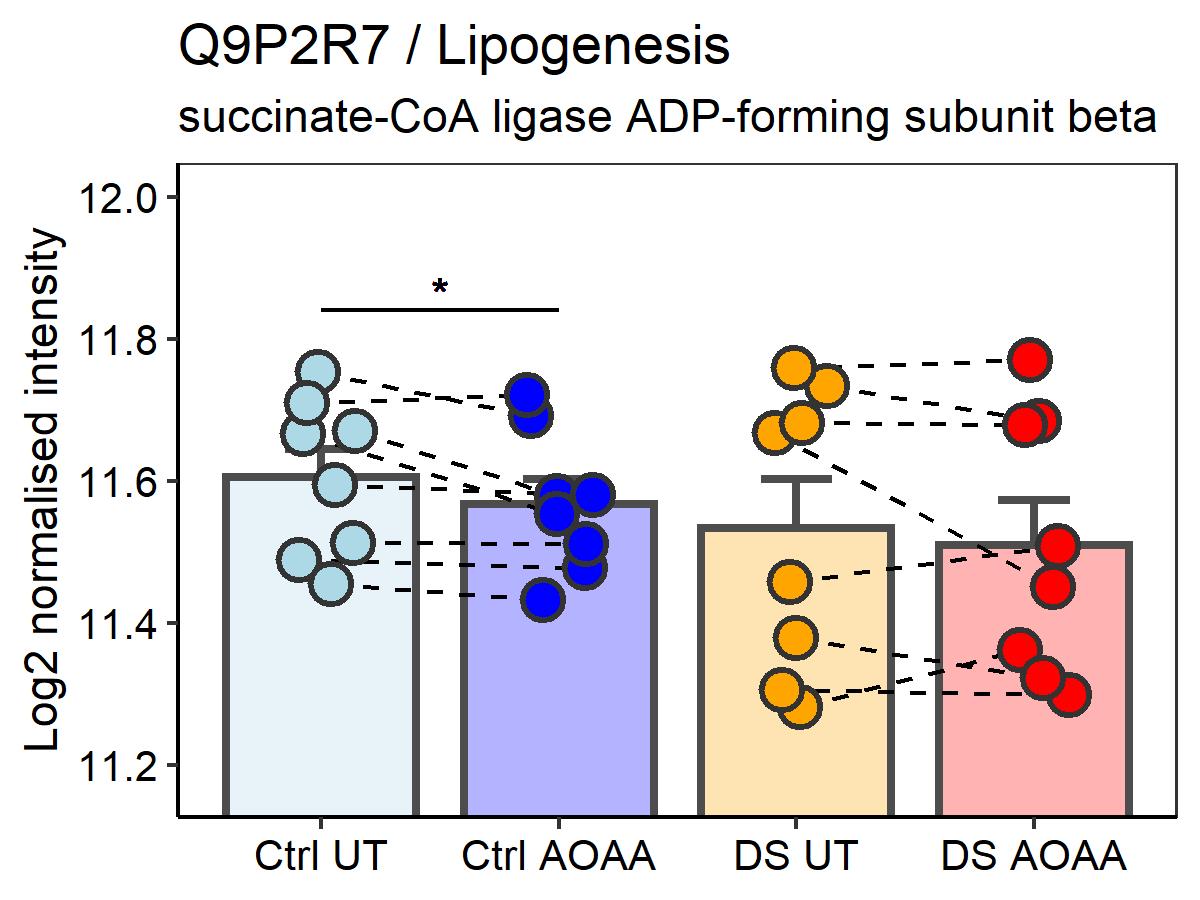 Q9P2R7 / Lipogenesis
succinate-CoA ligase ADP-forming subunit beta
Log2 normalised intensity
12.0
11.8
11.6
11.4
11.2
*
Ctrl UT
Ctrl AOAA
DS UT
DS AOAA